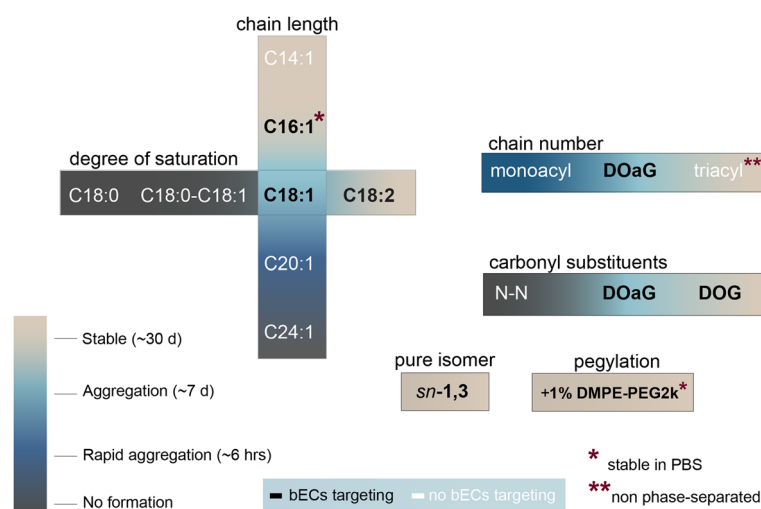 chain length
C14:1
C16:1*
degree of saturation
C18:0 C18:0-C18:1 C18:1 C18:2
C20:1
C24:1
chain number
monoacyl DOaG triacyl**
carbonyl substituents
N-N DOaG DOG
pure isomer
sn-1,3
pegylation
+1% DMPE-PEG2k*
Stable (~30 d)
Aggregation (~7 d)
Rapid aggregation (~6 hrs)
No formation
bECs targeting no bECs targeting
* stable in PBS
** non phase-separated